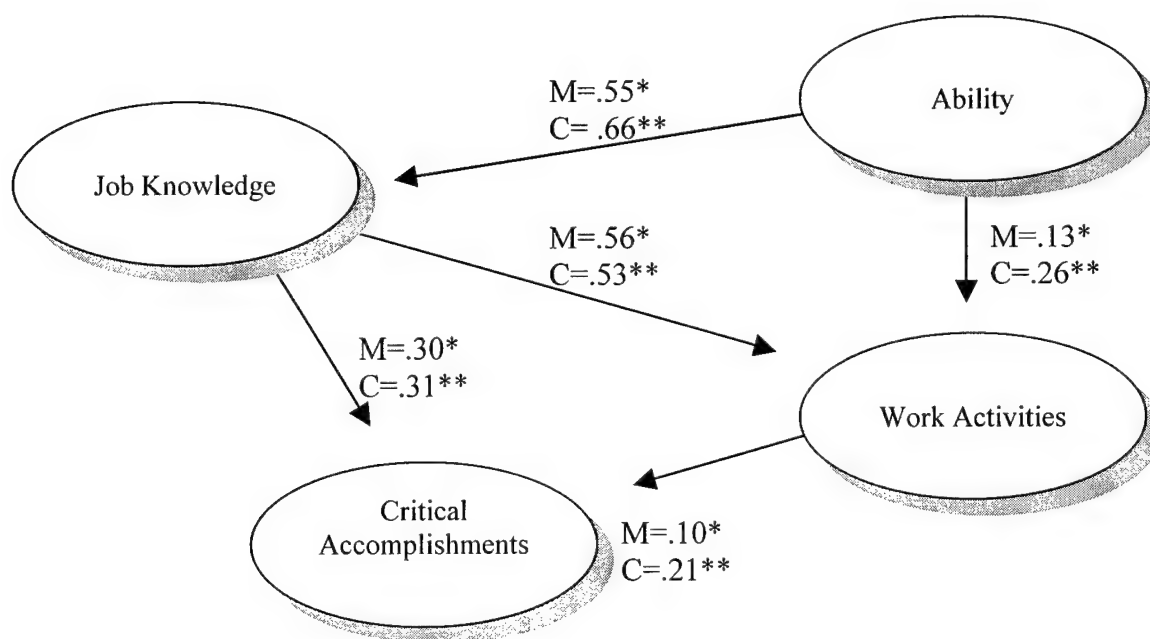 Ability
M=.55*
C= .66**
Job Knowledge
M=.56*
C=.53**
M=.13*
C=.26**
M=.30*
C=.31**
Work Activities
Critical
Accomplishments
M=.10*
C=.21**